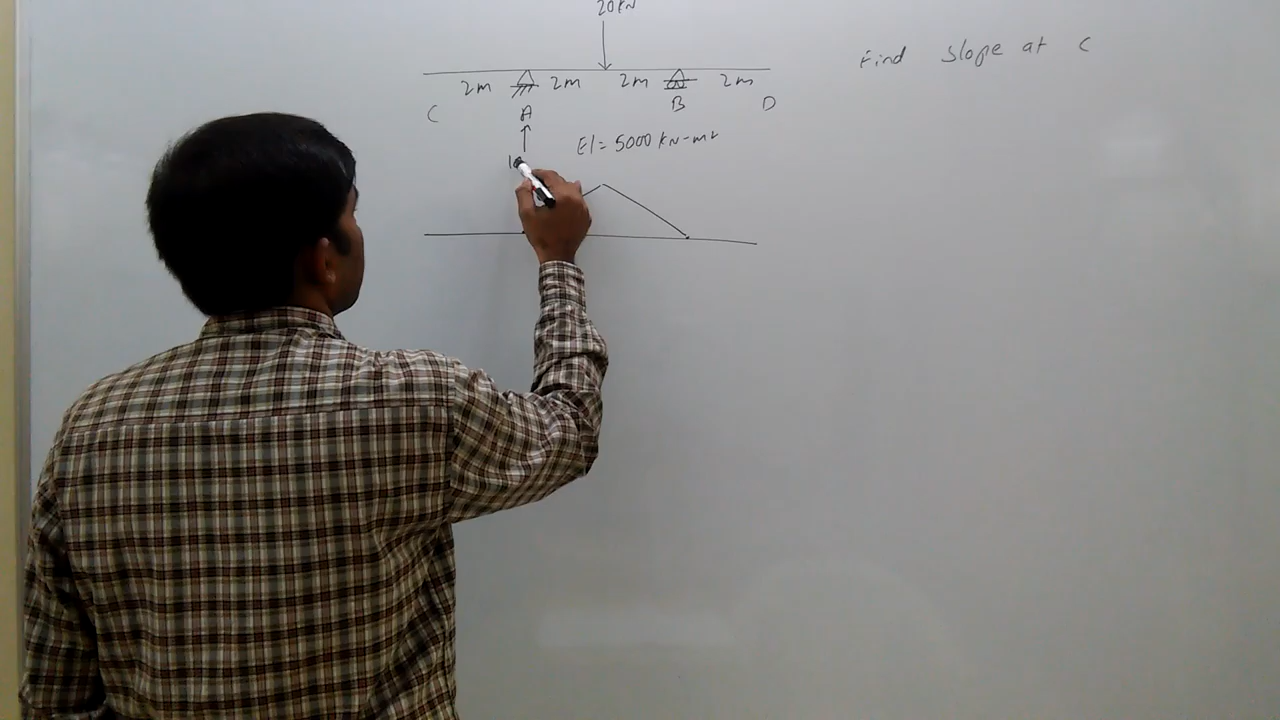 20 KN
Find slope at C
2m 2m 2m 2m
C A B D
EI = 5000 KN-m²